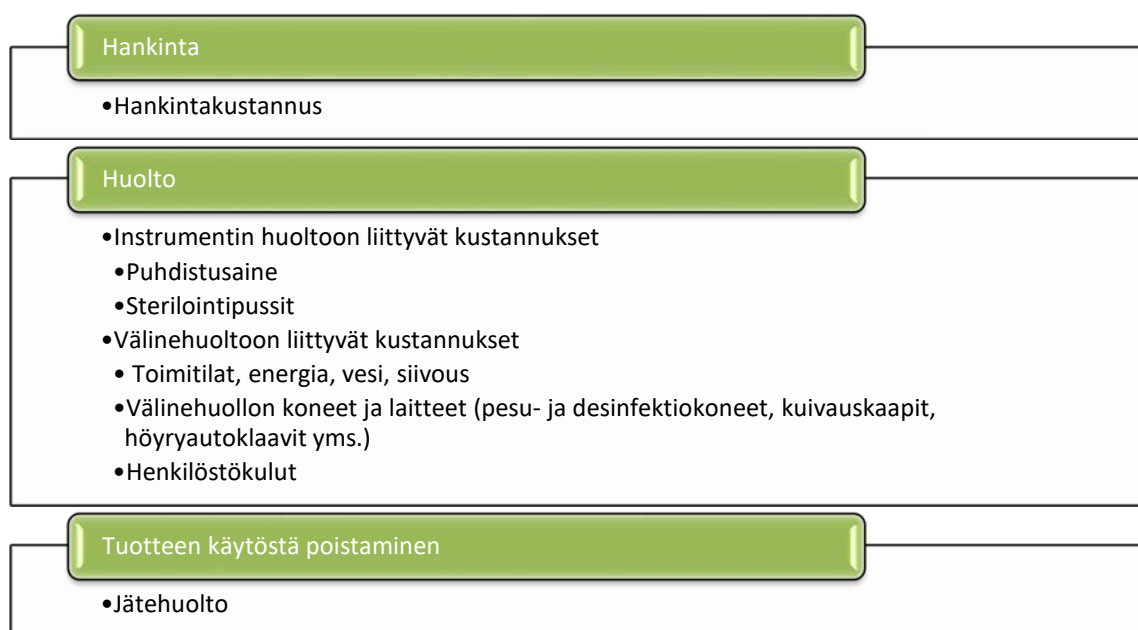 Hankinta
•Hankintakustannus
Huolto
•Instrumentin huoltoon liittyvät kustannukset
•Puhdistusaine
•Sterilointipussit
•Välinehuoltoon liittyvät kustannukset
• Toimitilat, energia, vesi, siivous
•Välinehuollon koneet ja laitteet (pesu- ja desinfektiokoneet, kuivauskaapit,
höyryautoklaavit yms.)
•Henkilöstökulut
Tuotteen käytöstä poistaminen
•Jätehuolto